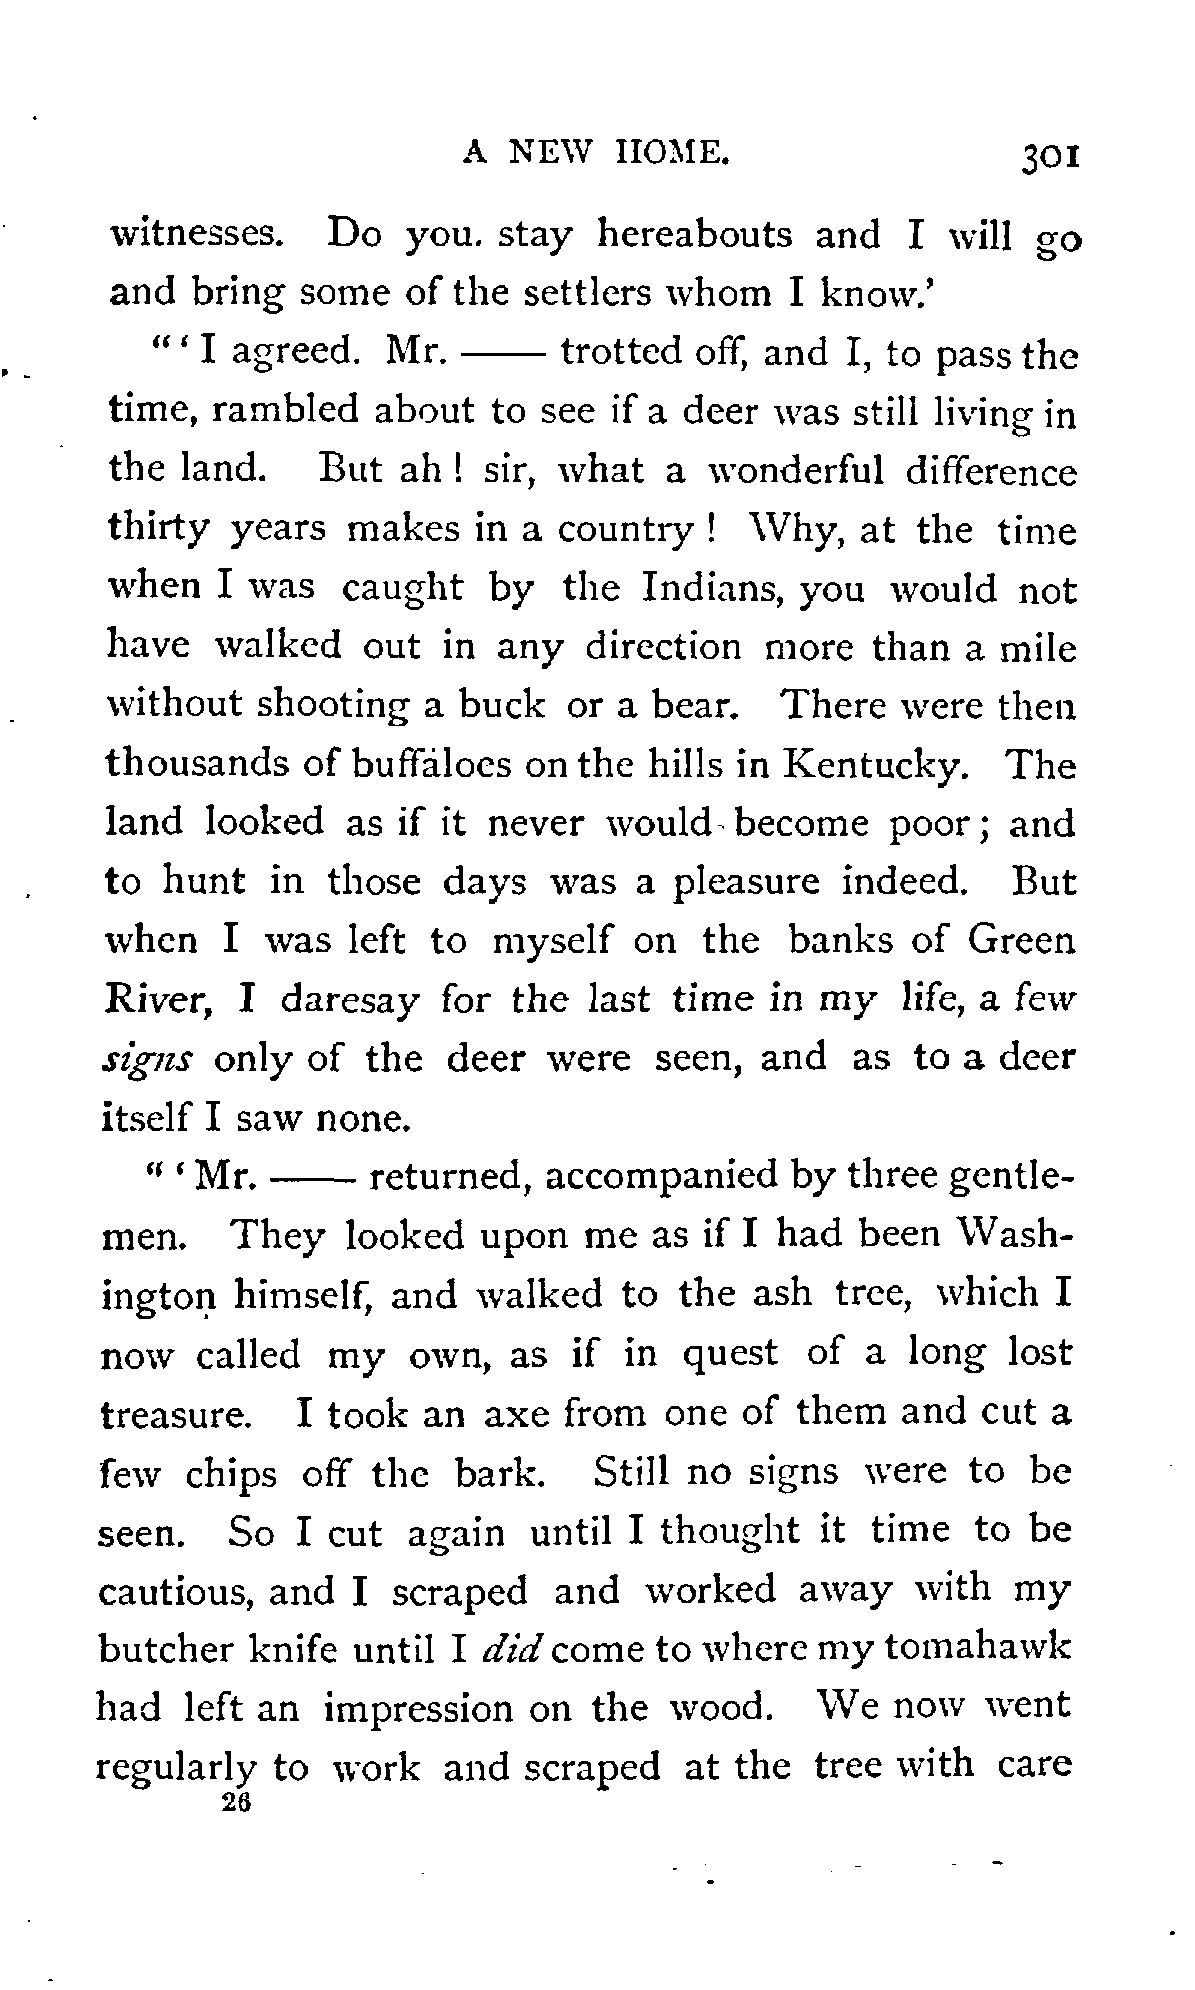 A NEW HOME. 301
witnesses. Do you. stay hereabouts and I will go
and bring some of the settlers whom I know.'
"' I agreed. Mr. —— trotted off, and I, to pass the
time, rambled about to see if a deer was still living in
the land. But ah ! sir, what a wonderful difference
thirty years makes in a country ! Why, at the time
when I was caught by the Indians, you would not
have walked out in any direction more than a mile
without shooting a buck or a bear. There were then
thousands of buffaloes on the hills in Kentucky. The
land looked as if it never would become poor ; and
to hunt in those days was a pleasure indeed. But
when I was left to myself on the banks of Green
River, I daresay for the last time in my life, a few
signs only of the deer were seen, and as to a deer
itself I saw none.
"' Mr. —— returned, accompanied by three gentle-
men. They looked upon me as if I had been Wash-
ington himself, and walked to the ash tree, which I
now called my own, as if in quest of a long lost
treasure. I took an axe from one of them and cut a
few chips off the bark. Still no signs were to be
seen. So I cut again until I thought it time to be
cautious, and I scraped and worked away with my
butcher knife until I did come to where my tomahawk
had left an impression on the wood. We now went
regularly to work and scraped at the tree with care
26